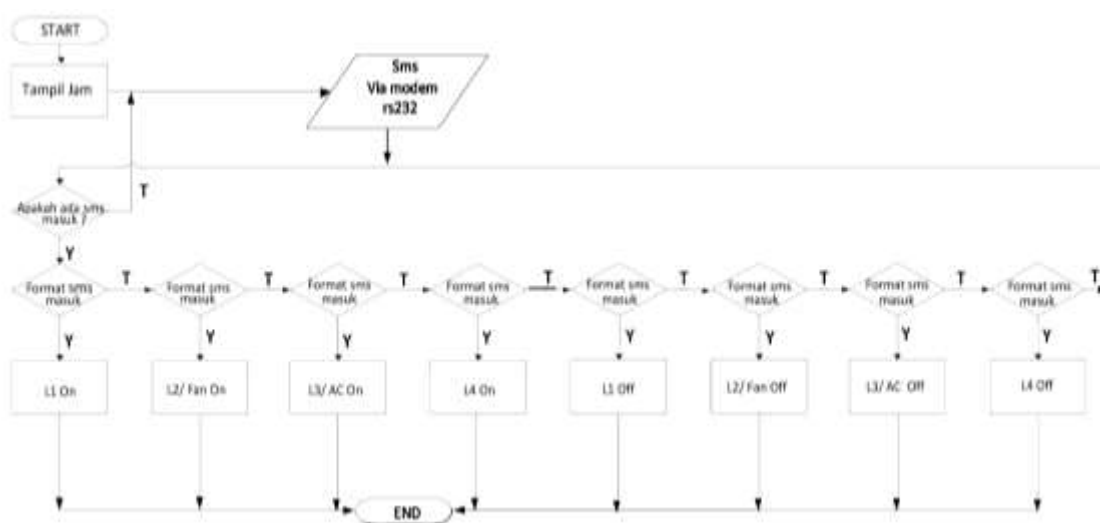 START
Tampil Jam
Sms
Via modem
rs232
T
Apakah ada sms
masuk ?
Y
Format sms
masuk
T
Format sms
masuk
T
Format sms
masuk
T
Format sms
masuk
T
Format sms
masuk
T
Format sms
masuk
T
Format sms
masuk
T
Format sms
masuk
T
Y
Y
Y
Y
Y
Y
Y
Y
L1 On
L2/ Fan On
L3/ AC On
L4 On
L1 Off
L2/ Fan Off
L3/ AC Off
L4 Off
END